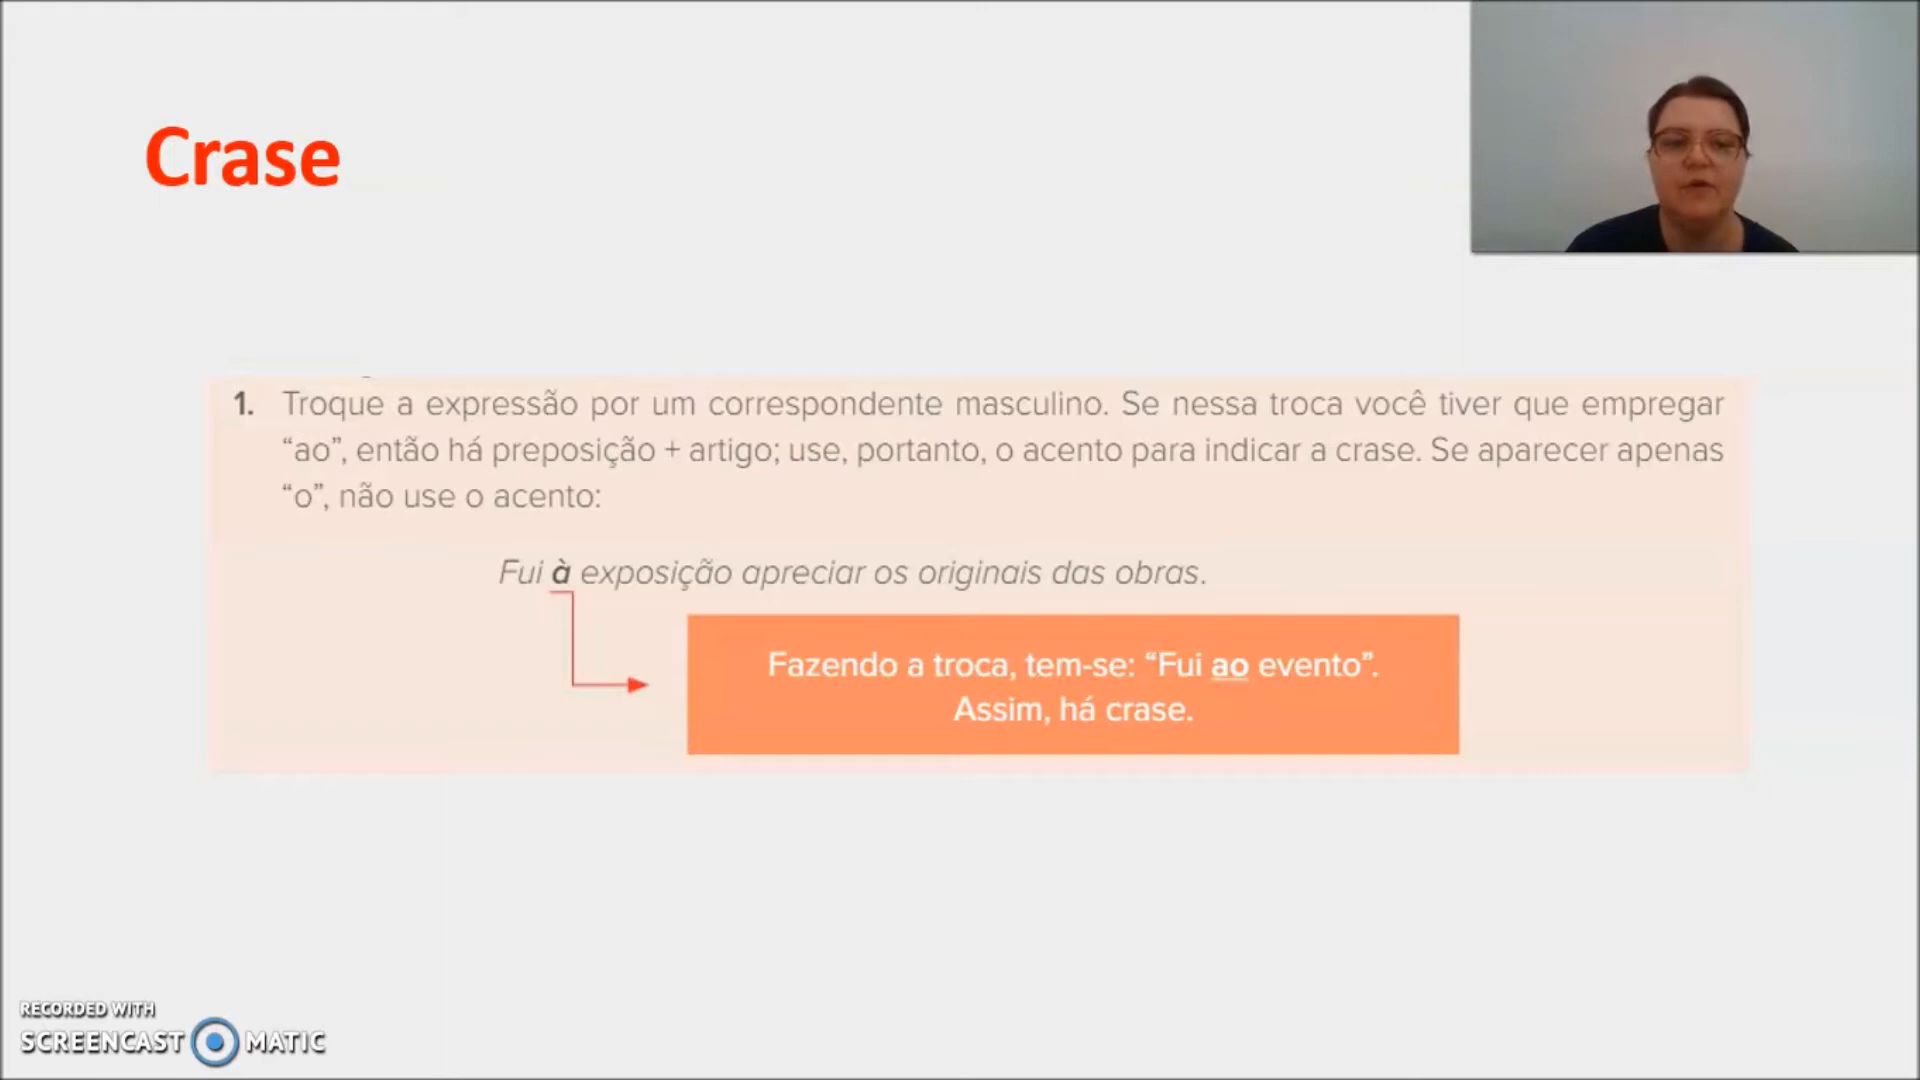 Crase
1. Troque a expressão por um correspondente masculino. Se nessa troca você tiver que empregar
“ao”, então há preposição + artigo; use, portanto, o acento para indicar a crase. Se aparecer apenas
“o”, não use o acento:
Fui à exposição apreciar os originais das obras.
Fazendo a troca, tem-se: “Fui ao evento”.
Assim, há crase.
RECORDED WITH
SCREENCAST MATIC